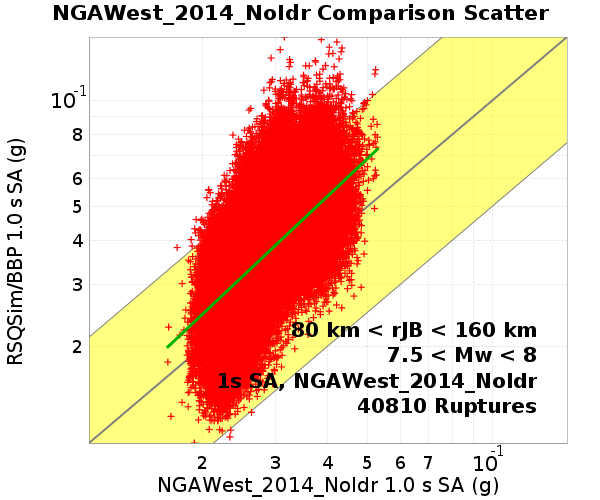 NGAWest_2014_NoIdr Comparison Scatter
RSQSim/BBP 1.0 s SA (g)
10-1
8
6
5
4
3
2
80 km < rJB < 160 km
7.5 < Mw < 8
1s SA, NGAWest_2014_NoIdr
40810 Ruptures
2 3 4 5 6 7 10-1
NGAWest_2014_NoIdr 1.0 s SA (g)